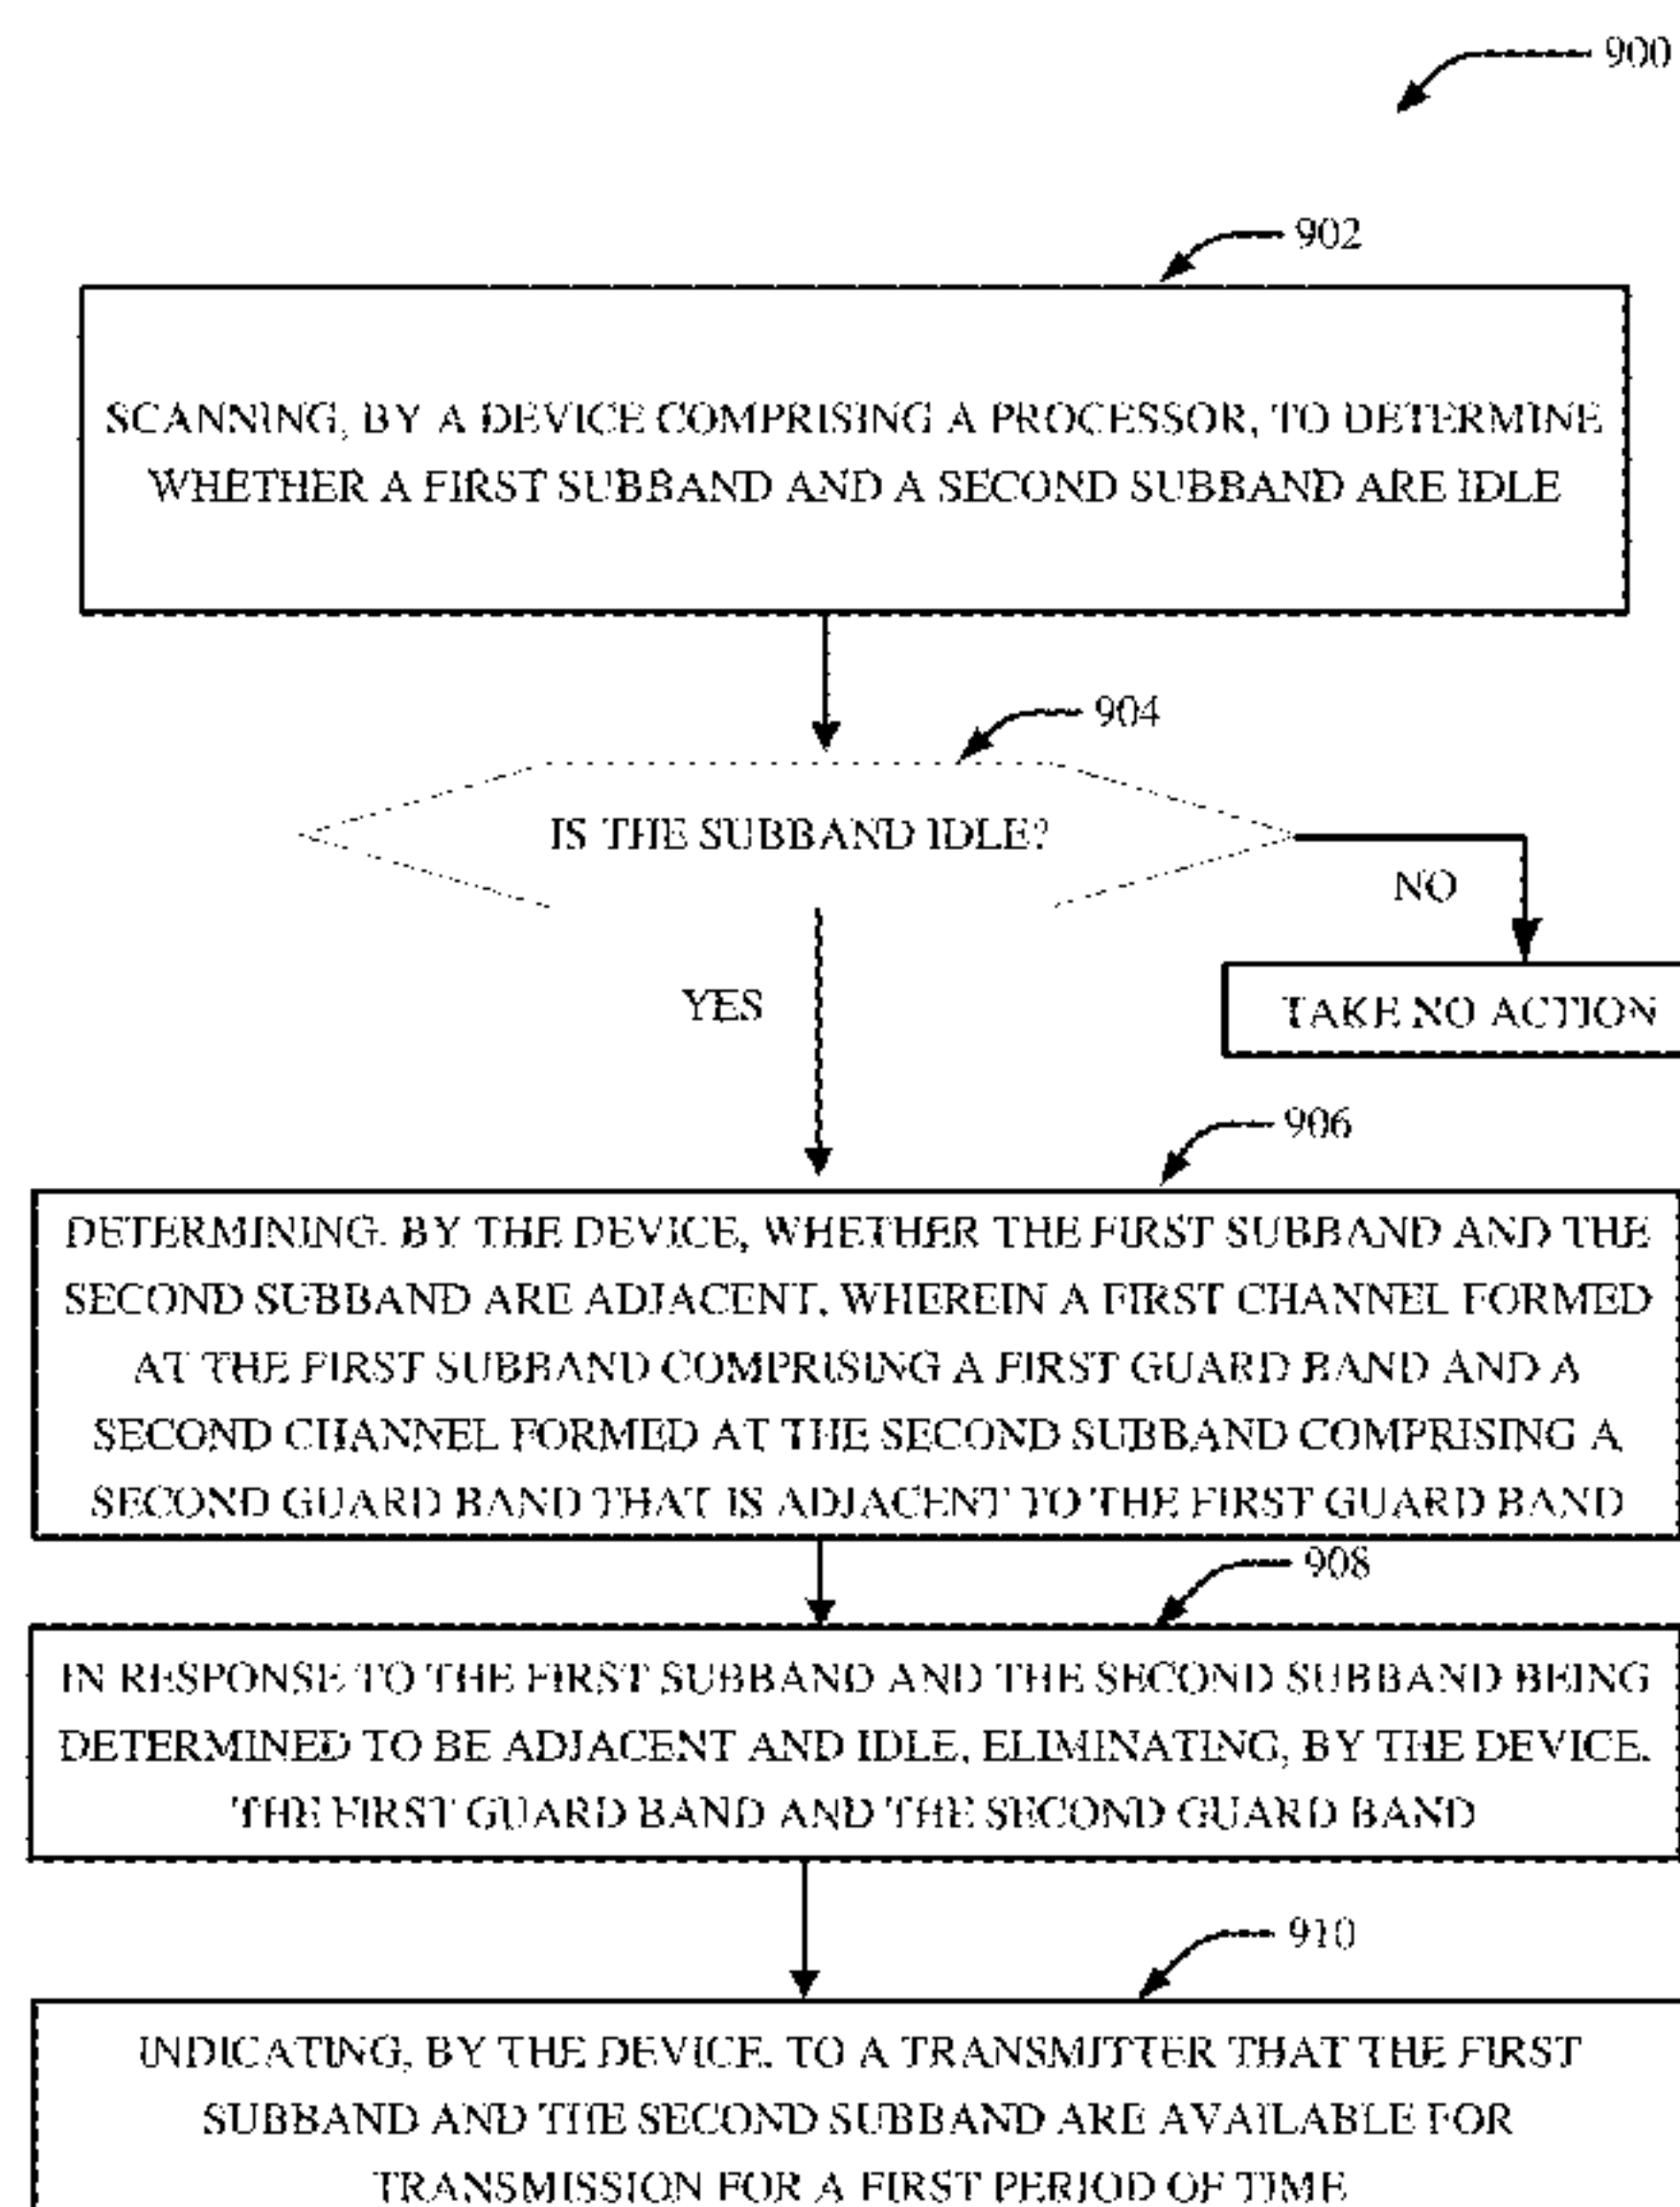 900
902
SCANNING, BY A DEVICE COMPRISING A PROCESSOR, TO DETERMINE
WHETHER A FIRST SUBBAND AND A SECOND SUBBAND ARE IDLE
904
IS THE SUBBAND IDLE?
NO
YES
TAKE NO ACTION
906
DETERMINING, BY THE DEVICE, WHETHER THE FIRST SUBBAND AND THE
SECOND SUBBAND ARE ADJACENT, WHEREIN A FIRST CHANNEL FORMED
AT THE FIRST SUBBAND COMPRISING A FIRST GUARD BAND AND A
SECOND CHANNEL FORMED AT THE SECOND SUBBAND COMPRISING A
SECOND GUARD BAND THAT IS ADJACENT TO THE FIRST GUARD BAND
908
IN RESPONSE TO THE FIRST SUBBAND AND THE SECOND SUBBAND BEING
DETERMINED TO BE ADJACENT AND IDLE, ELIMINATING, BY THE DEVICE,
THE FIRST GUARD BAND AND THE SECOND GUARD BAND
910
INDICATING, BY THE DEVICE, TO A TRANSMITTER THAT THE FIRST
SUBBAND AND THE SECOND SUBBAND ARE AVAILABLE FOR
TRANSMISSION FOR A FIRST PERIOD OF TIME